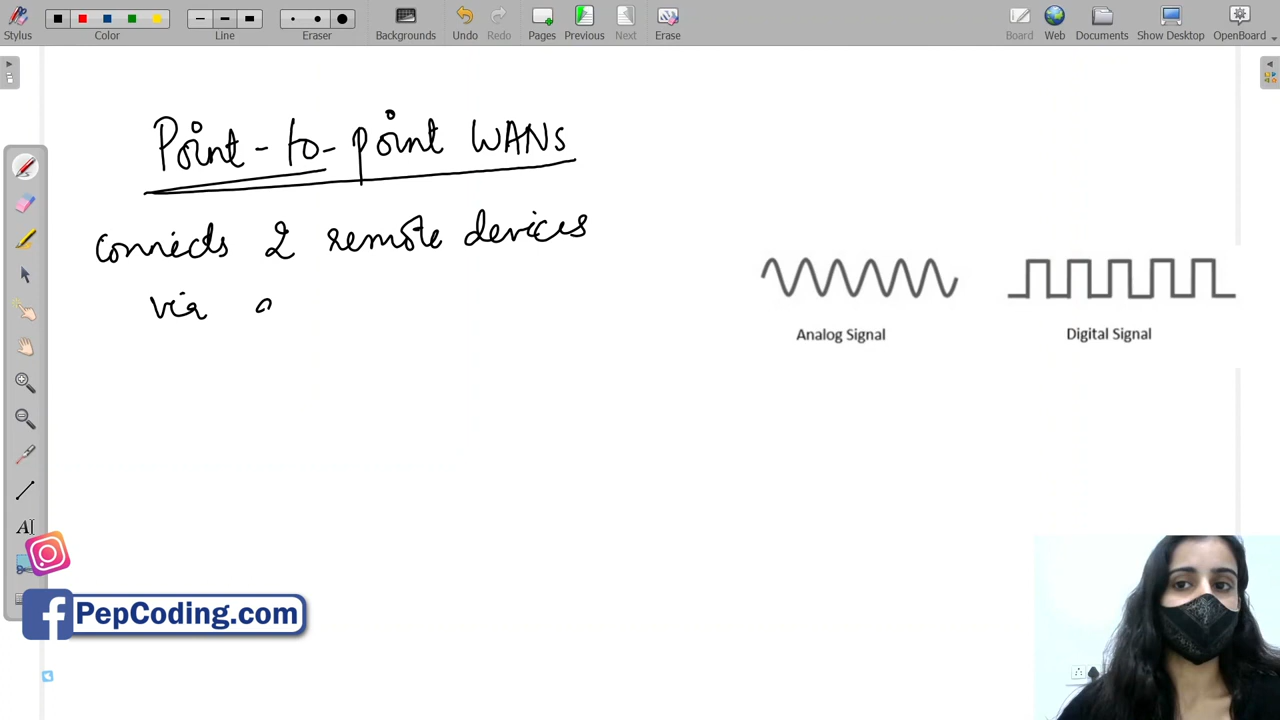 Stylus
Color
Line
Eraser
Backgrounds
Undo
Redo
Pages
Previous
Next
Erase
Board
Web
Documents
Show Desktop
OpenBoard
Point-to-point WANs
connects 2 remote devices
via
Analog Signal
Digital Signal
AI
PepCoding.com